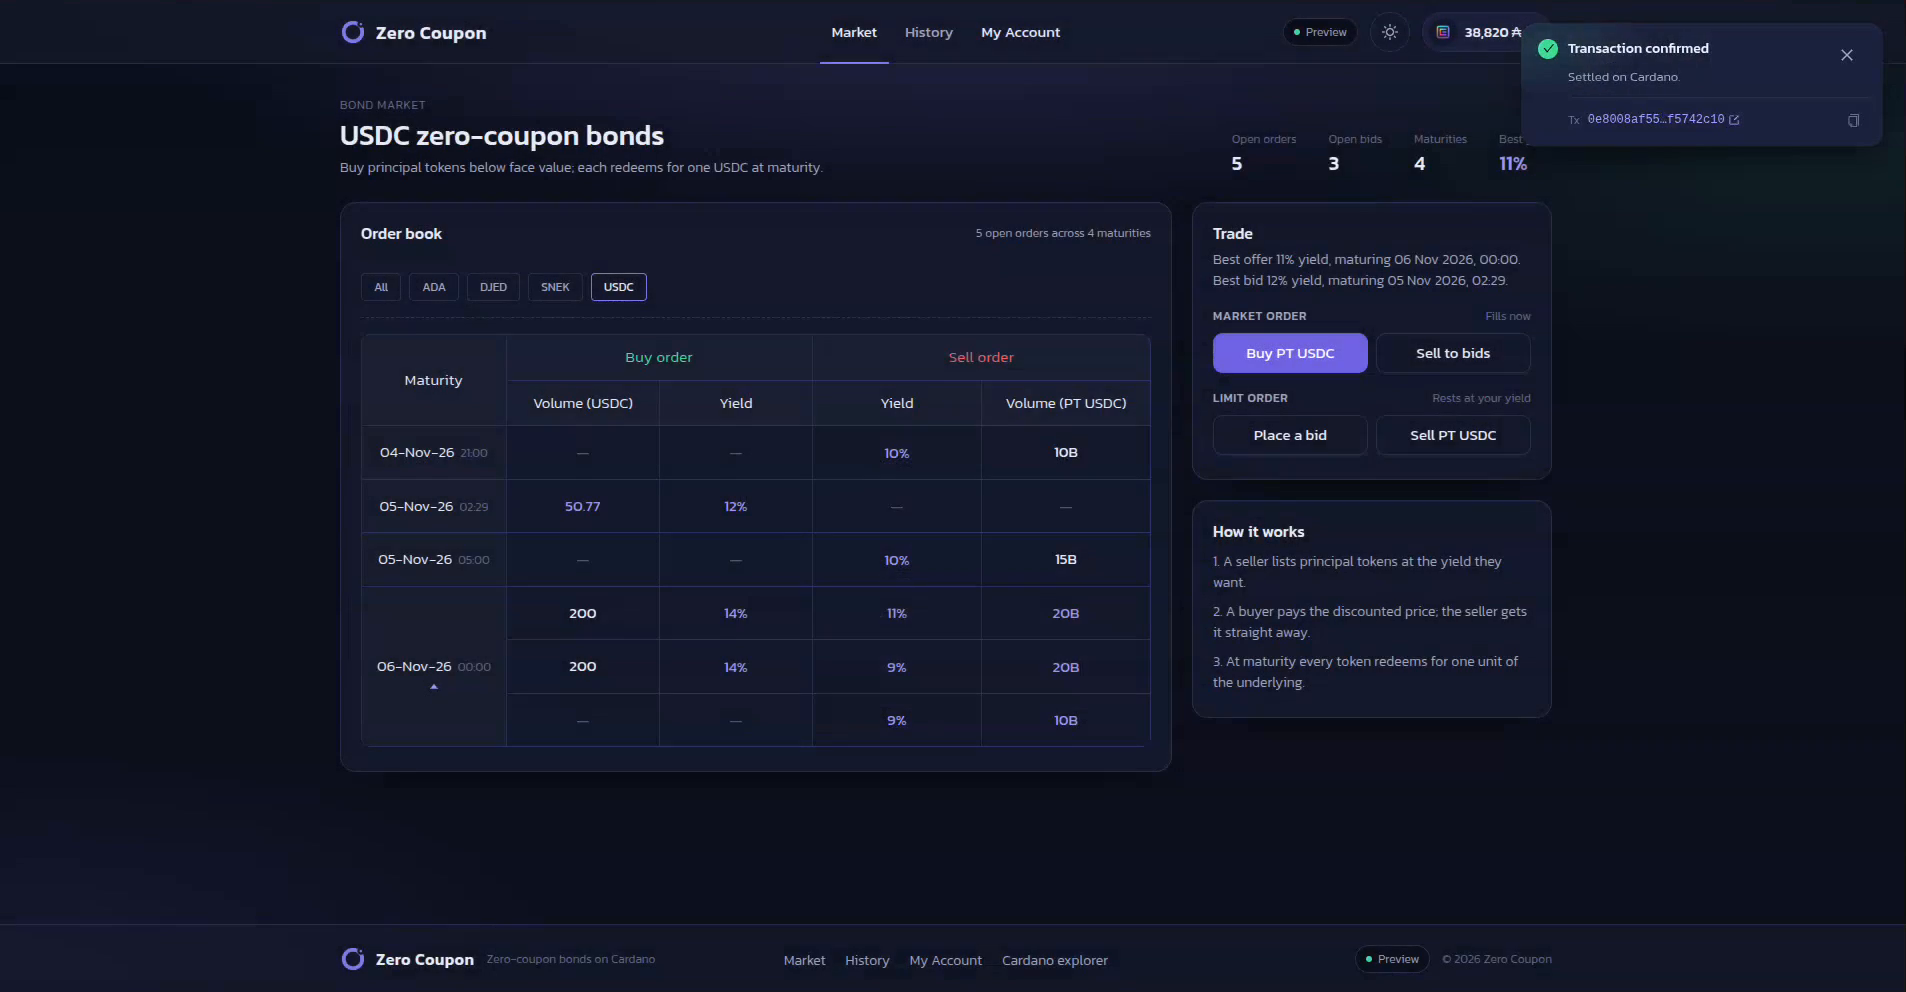 Zero Coupon
Market
History
My Account
Preview
38,820 ₳
Transaction confirmed
Settled on Cardano.
Tx 0e8008af55…f5742c10
BOND MARKET
USDC zero-coupon bonds
Buy principal tokens below face value; each redeems for one USDC at maturity.
Open orders Open bids Maturities Best
5 3 4 11%
Order book
5 open orders across 4 maturities
All ADA DJED SNEK USDC
Maturity Buy order Sell order
Volume (USDC) Yield Yield Volume (PT USDC)
04-Nov-26 21:00 — — 10% 10B
05-Nov-26 02:29 50.77 12% — —
05-Nov-26 05:00 — — 10% 15B
200 14% 11% 20B
06-Nov-26 00:00 200 14% 9% 20B
— — 9% 10B
Trade
Best offer 11% yield, maturing 06 Nov 2026, 00:00.
Best bid 12% yield, maturing 05 Nov 2026, 02:29.
MARKET ORDER Fills now
Buy PT USDC Sell to bids
LIMIT ORDER Rests at your yield
Place a bid Sell PT USDC
How it works
1. A seller lists principal tokens at the yield they
want.
2. A buyer pays the discounted price; the seller gets
it straight away.
3. At maturity every token redeems for one unit of
the underlying.
Zero Coupon Zero-coupon bonds on Cardano
Market History My Account Cardano explorer
Preview © 2026 Zero Coupon